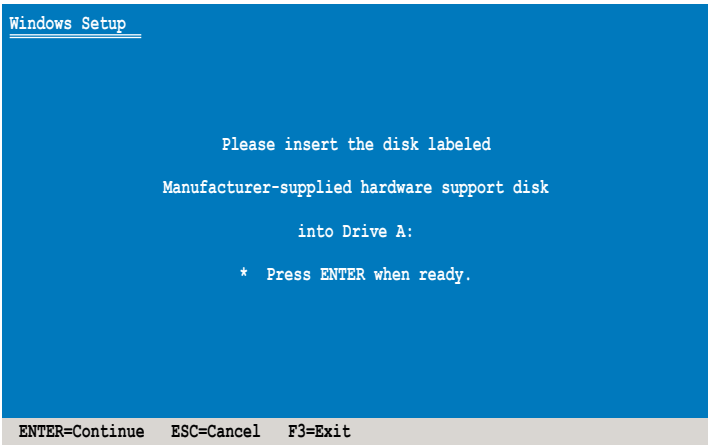 Windows Setup
Please insert the disk labeled
Manufacturer-supplied hardware support disk
into Drive A:
* Press ENTER when ready.
ENTER=Continue ESC=Cancel F3=Exit